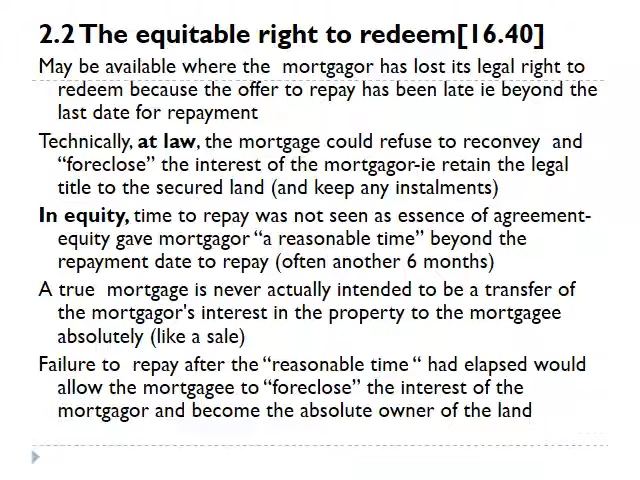 2.2 The equitable right to redeem[16.40]
May be available where the  mortgagor has lost its legal right to
redeem because the offer to repay has been late ie beyond the
last date for repayment
Technically, at law, the mortgage could refuse to reconvey  and
“foreclose” the interest of the mortgagor-ie retain the legal
title to the secured land (and keep any instalments)
In equity, time to repay was not seen as essence of agreement-
equity gave mortgagor “a reasonable time” beyond the
repayment date to repay (often another 6 months)
A true  mortgage is never actually intended to be a transfer of
the mortgagor's interest in the property to the mortgagee
absolutely (like a sale)
Failure to  repay after the “reasonable time “ had elapsed would
allow the mortgagee to “foreclose” the interest of the
mortgagor and become the absolute owner of the land